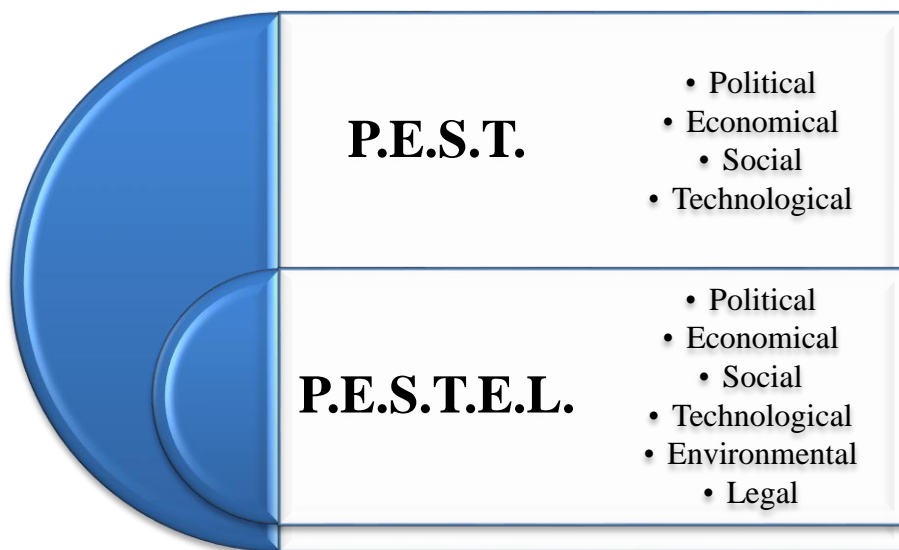 P.E.S.T.
• Political
• Economical
• Social
• Technological
P.E.S.T.E.L.
• Political
• Economical
• Social
• Technological
• Environmental
• Legal